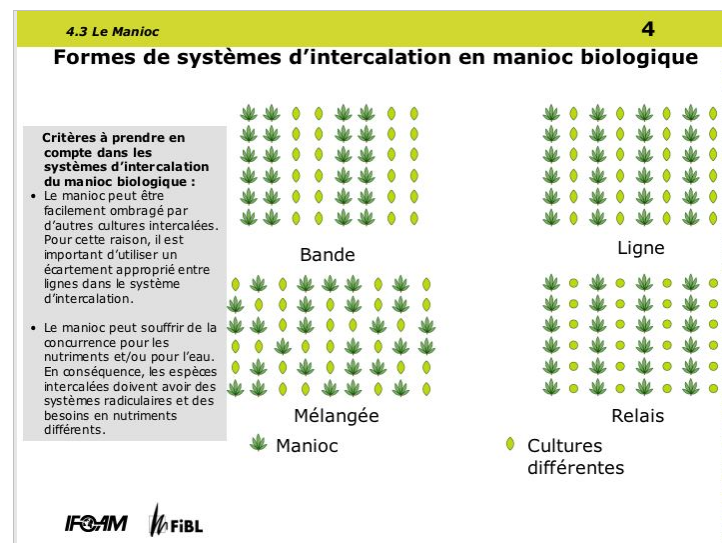 4.3 Le Manioc
4
Formes de systèmes d’intercalation en manioc biologique
Critères à prendre en
compte dans les
systèmes d’intercalation
du manioc biologique :
• Le manioc peut être
facilement ombragé par
d’autres cultures intercalées.
Pour cette raison, il est
important d’utiliser un
écartement approprié entre
lignes dans le système
d’intercalation.
• Le manioc peut souffrir de la
concurrence pour les
nutriments et/ou pour l’eau.
En conséquence, les espèces
intercalées doivent avoir des
systèmes radiculaires et des
besoins en nutriments
différents.
Bande
Ligne
Mélangée
Relais
Manioc
Cultures
différentes
IFOAM
FiBL